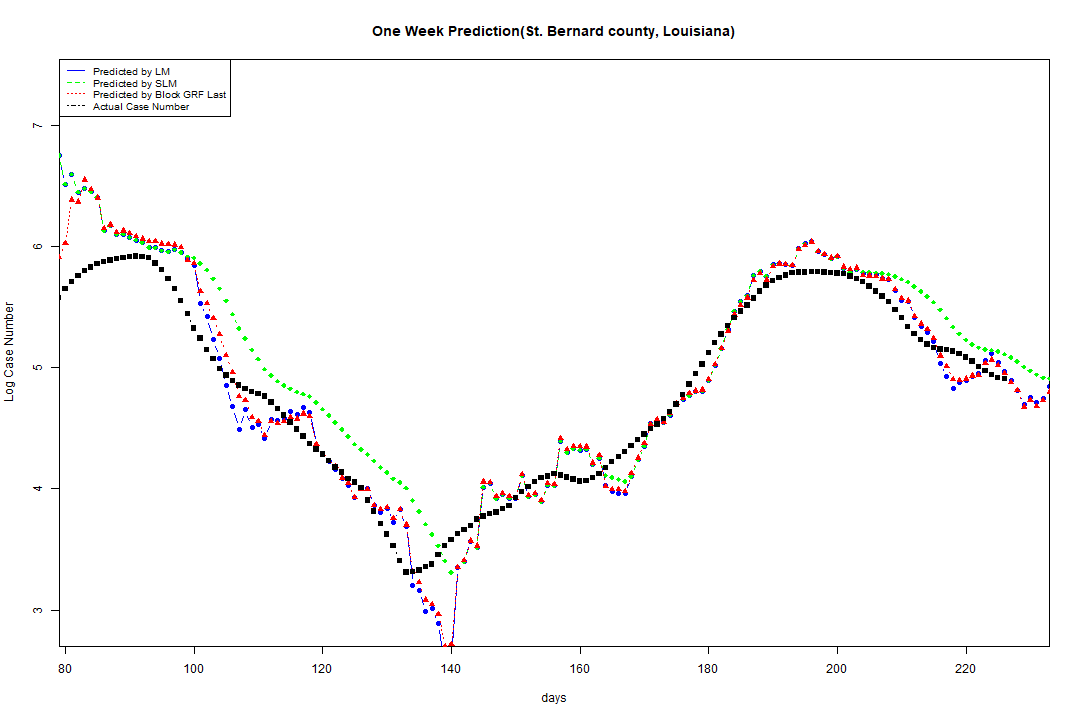 One Week Prediction(St. Bernard county, Louisiana)
Predicted by LM
Predicted by SLM
Predicted by Block GRF Last
Actual Case Number
7
6
5
4
3
Log Case Number
80 100 120 140 160 180 200 220
days